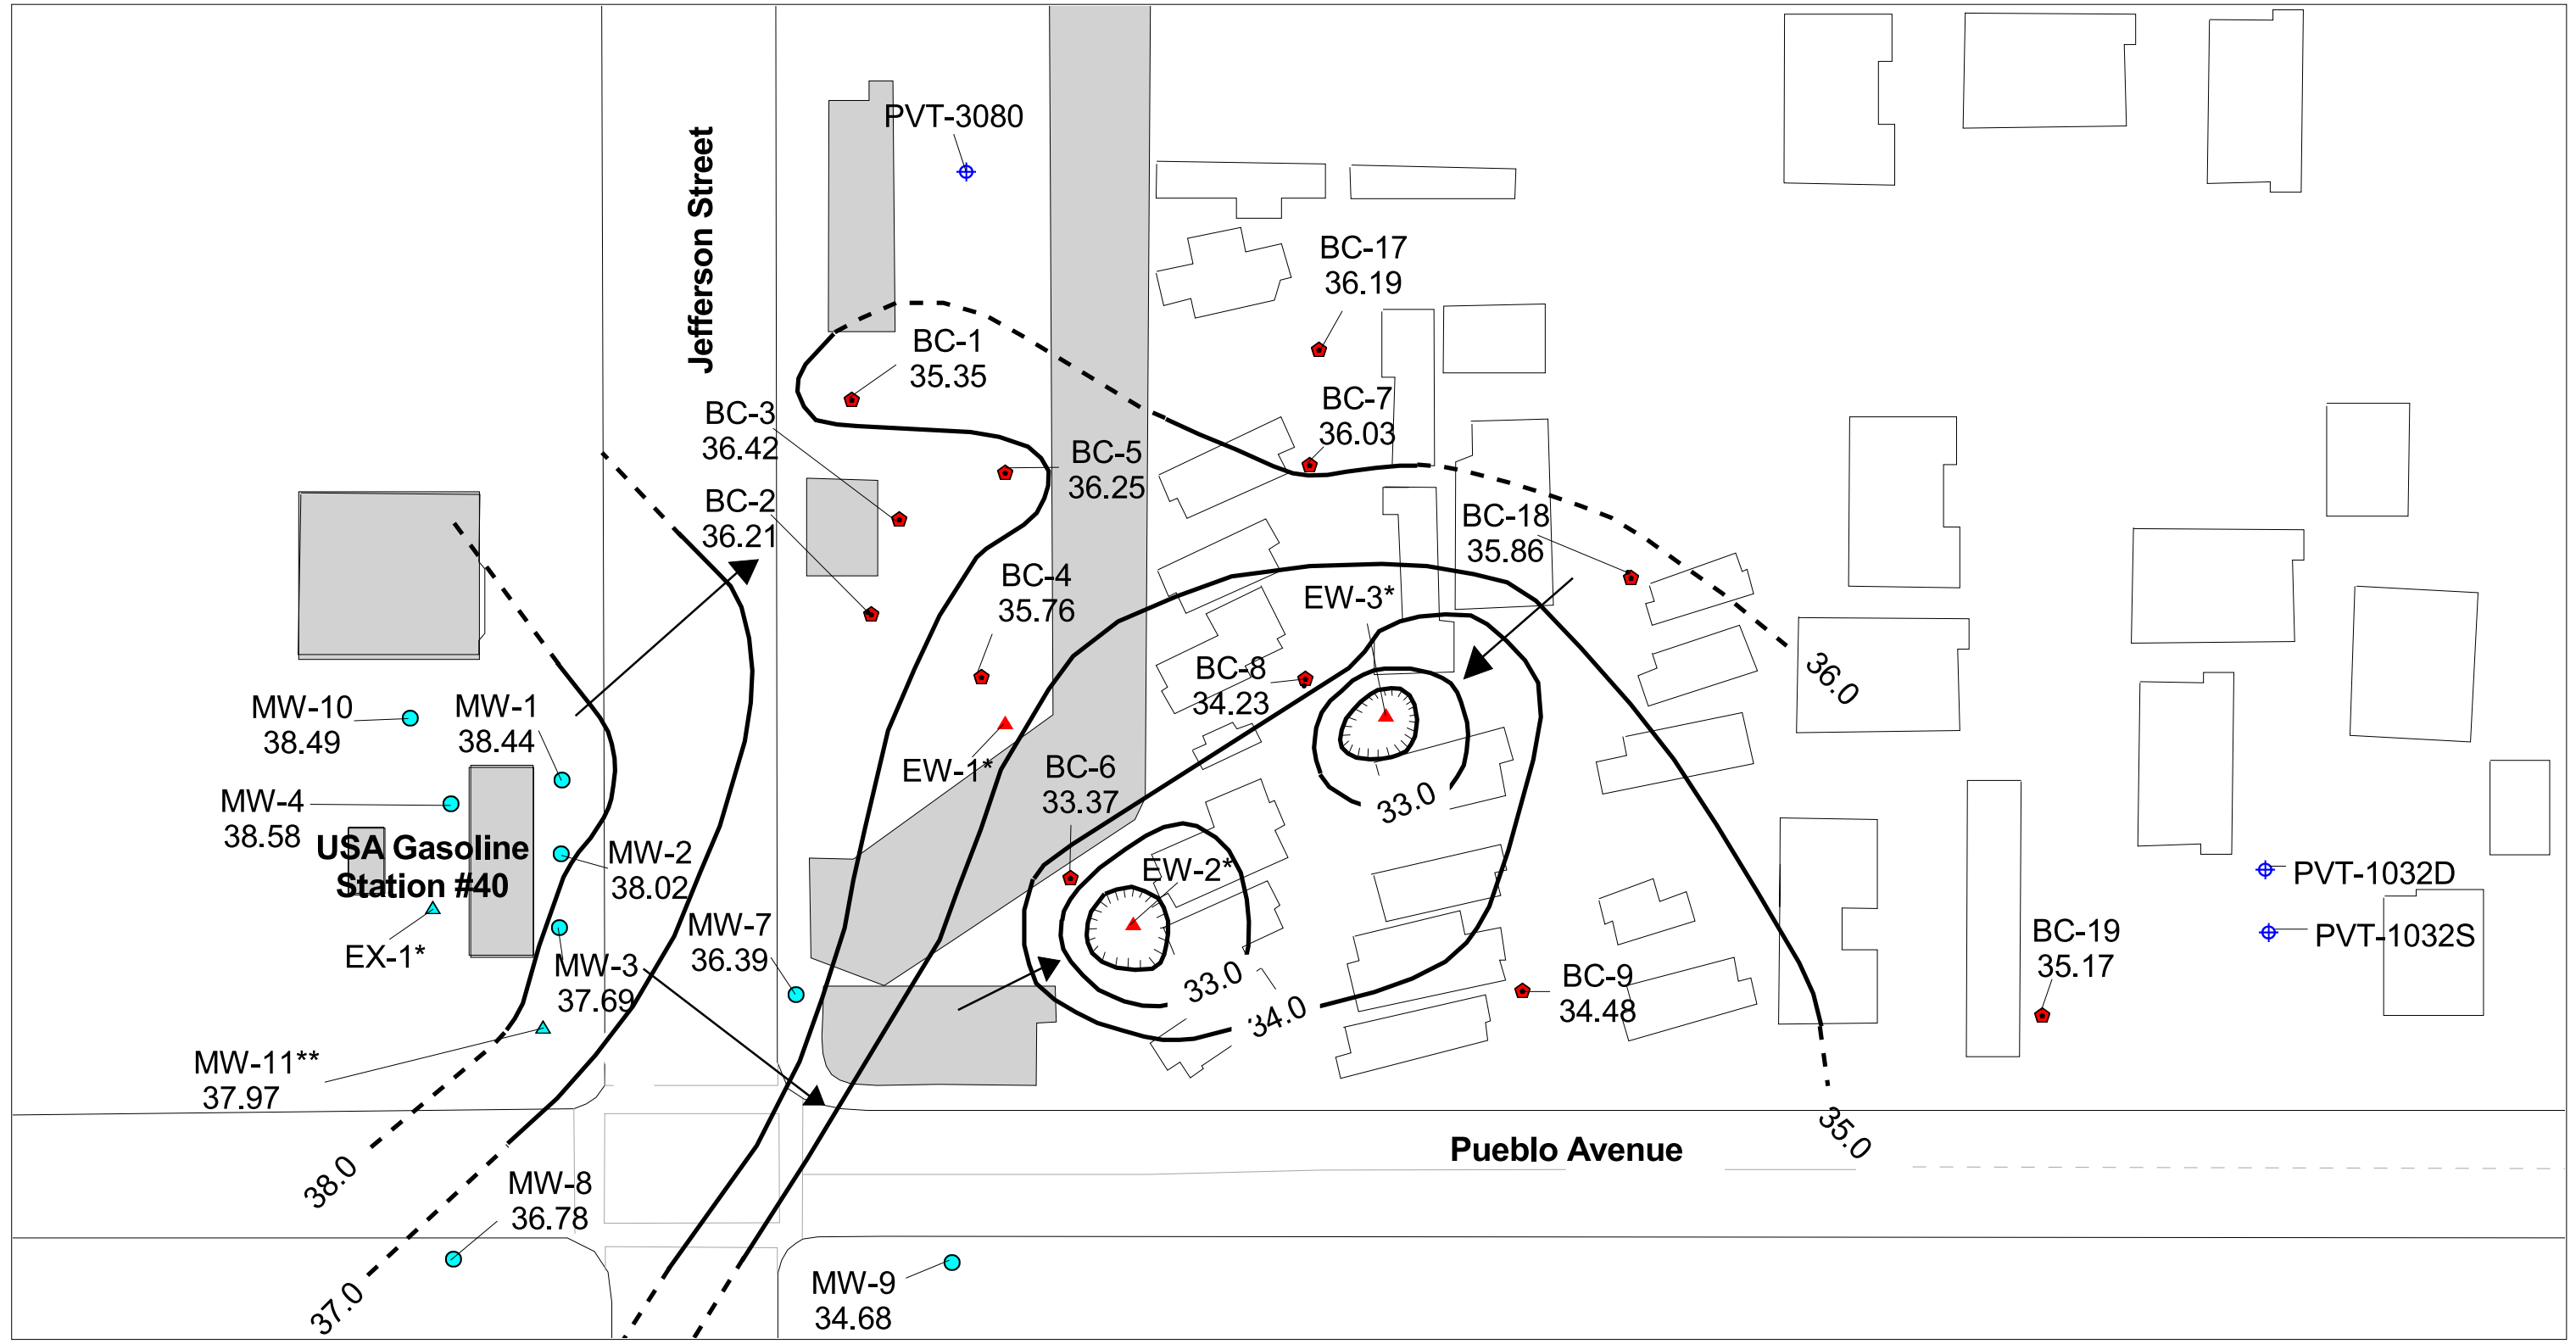 PVT-3080
Jefferson Street
BC-17
36.19
BC-1
35.35
BC-7
36.03
BC-3
36.42
BC-5
36.25
BC-2
36.21
BC-18
35.86
BC-4
35.76
EW-3*
BC-8
34.23
36.0
MW-10
38.49
MW-1
38.44
EW-1*
BC-6
33.37
33.0
MW-4
38.58
USA Gasoline
Station #40
MW-2
38.02
EW-2*
PVT-1032D
EX-1*
MW-3
37.69
MW-7
36.39
33.0
34.0
BC-9
34.48
BC-19
35.17
PVT-1032S
MW-11**
37.97
35.0
Pueblo Avenue
38.0
MW-8
36.78
37.0
MW-9
34.68